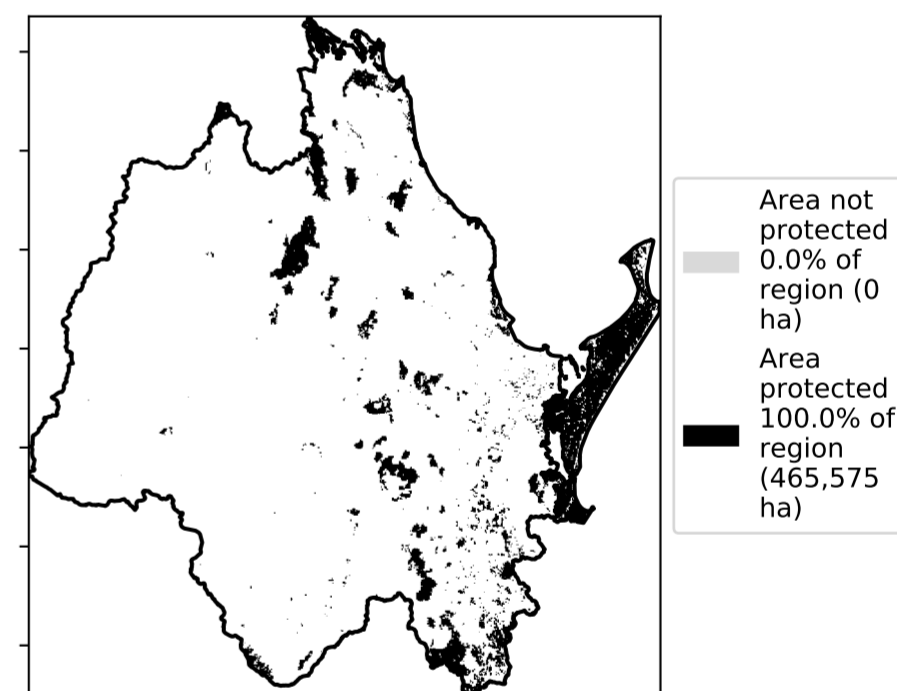 Area not
protected
0.0% of
region (0
ha)
Area
protected
100.0% of
region
(465,575
ha)